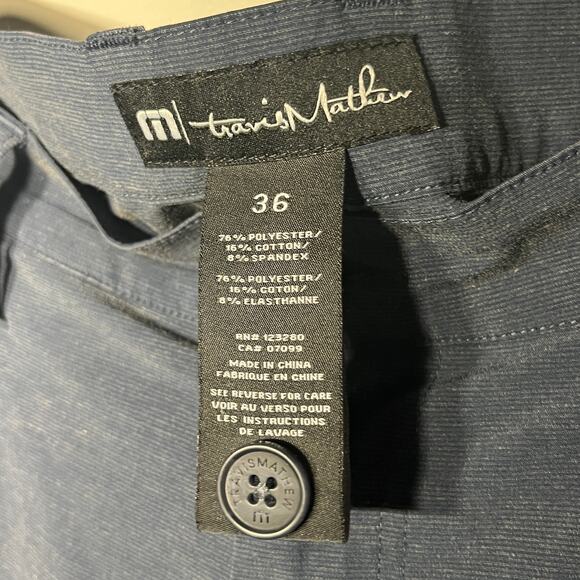 travisMathew
36
76% POLYESTER/
16% COTTON/
8% SPANDEX
76% POLYESTER/
16% COTON/
8% ELASTHANNE
RN# 123280
CA# 07099
MADE IN CHINA
FABRIQUE EN CHINE
SEE REVERSE FOR CARE
VOIR AU VERSO POUR
LES INSTRUCTIONS
DE LAVAGE
TRAVISMATHEW